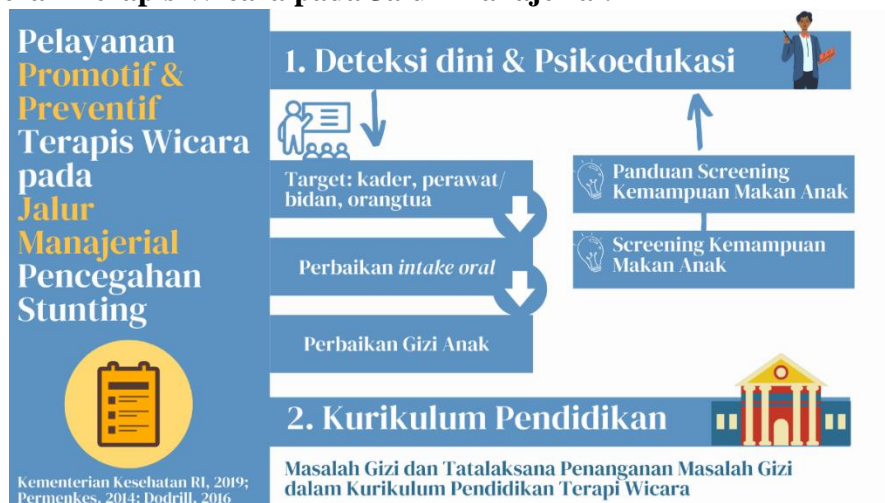 Pelayanan
Promotif &
Preventif
Terapis Wicara
pada
Jalur
Manajerial
Pencegahan
Stunting
Kementerian Kesehatan RI, 2019;
Permenkes, 2014; Dodrill, 2016
1. Deteksi dini & Psikoedukasi
Target: kader, perawat/
bidan, orangtua
Perbaikan intake oral
Perbaikan Gizi Anak
Panduan Screening
Kemampuan Makan Anak
Screening Kemampuan
Makan Anak
2. Kurikulum Pendidikan
Masalah Gizi dan Tatalaksana Penanganan Masalah Gizi
dalam Kurikulum Pendidikan Terapi Wicara